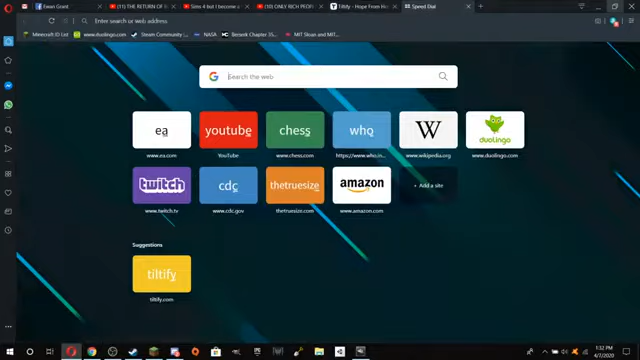 Ewan Grant
(11) THE RETURN OF
Sims 4 but I become a
(10) ONLY RICH PEOPL
Tiltify - Hope From Ho
Speed Dial
Enter search or web address
Minecraft ID List
www.duolingo.com
Steam Community ::
NASA
Berserk Chapter 35
MIT Sloan and MIT
Search the web
ea
youtube
chess
who
W
duolingo
www.ea.com
YouTube
www.chess.com
https://www.who.in...
www.wikipedia.org
www.duolingo.com
twitch
cdc
thetruesize
amazon
+ Add a site
www.twitch.tv
www.cdc.gov
thetruesize.com
www.amazon.com
Suggestions
tiltify
tiltify.com
1:32 PM
4/7/2020